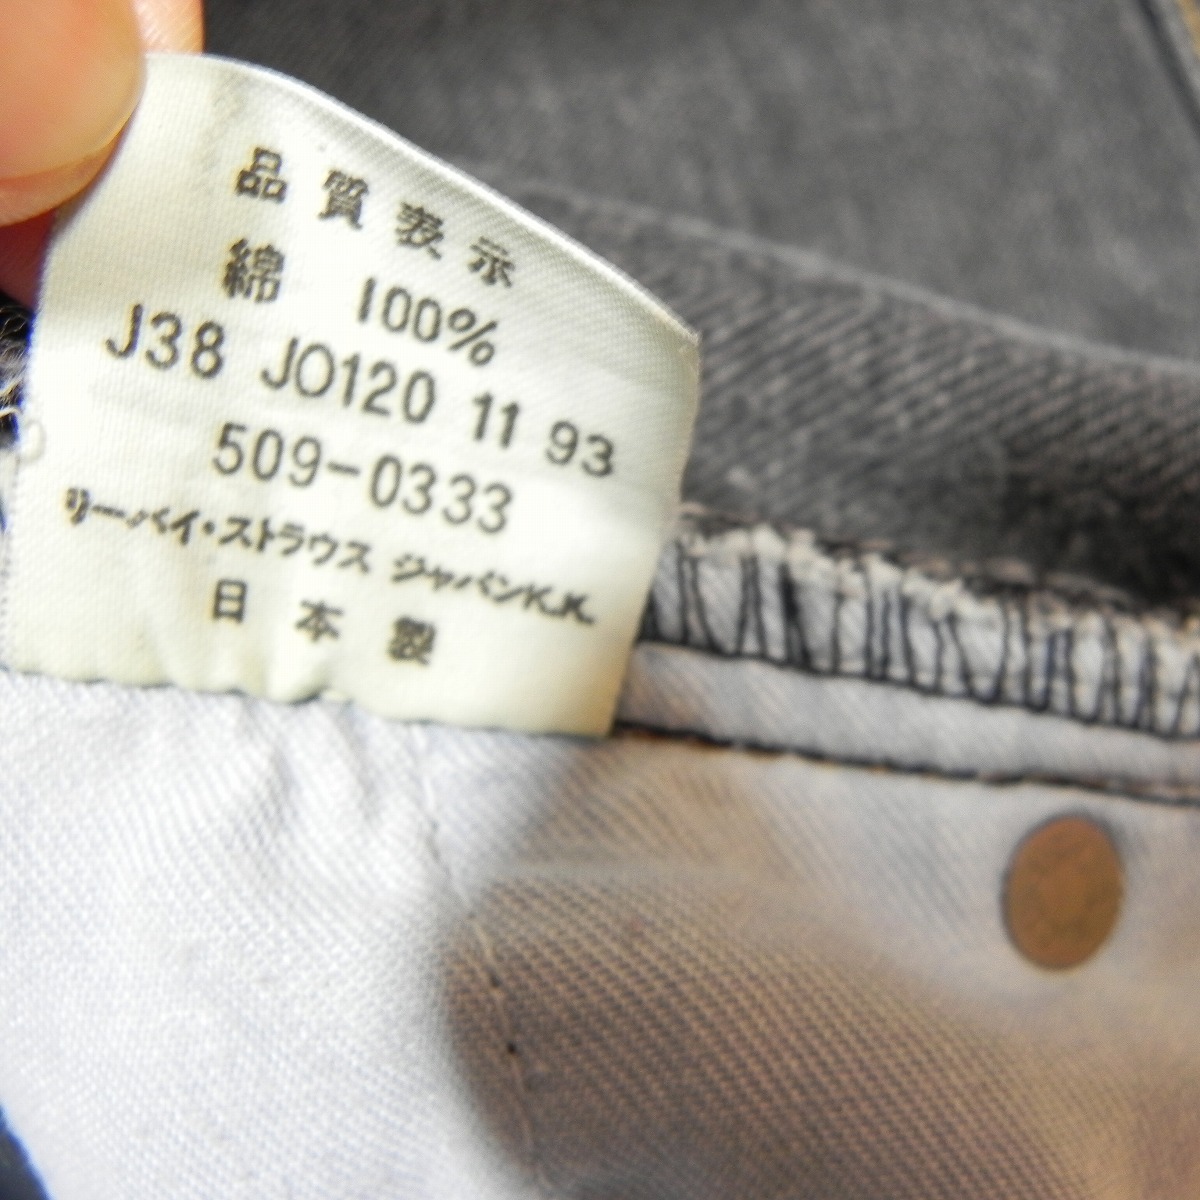 品質表示
綿 100%
J38 JO120 11 93
509-0333
リーバイ・ストラウス ジャパンK.K.
日本製